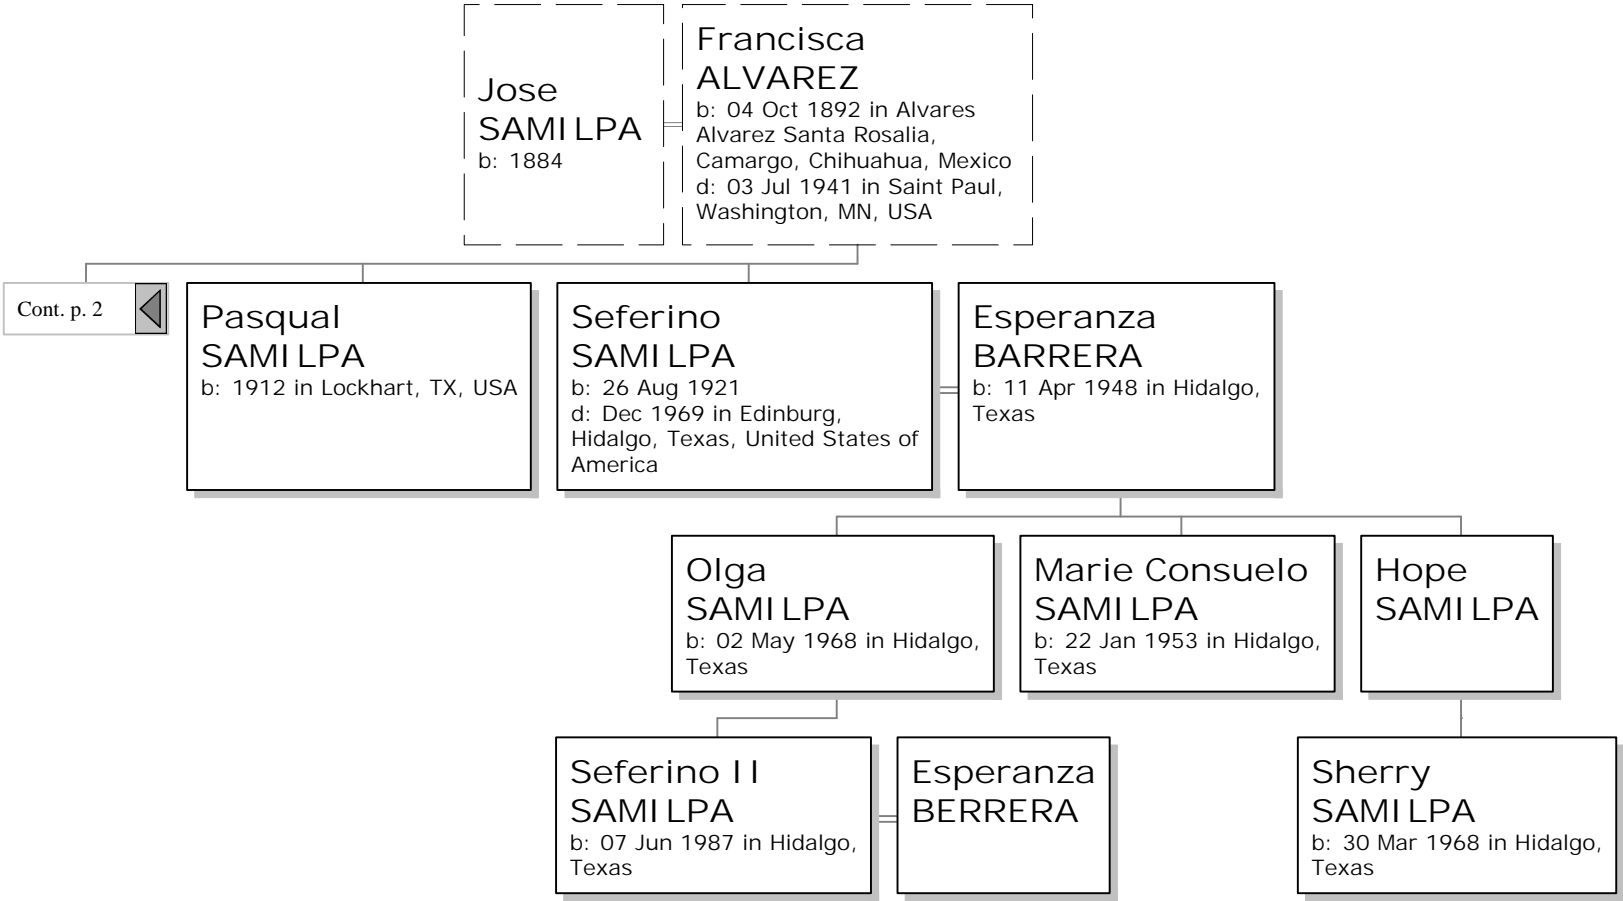 Jose
SAMILPA
b: 1884
Francisca
ALVAREZ
b: 04 Oct 1892 in Alvares
Alvarez Santa Rosalia,
Camargo, Chihuahua, Mexico
d: 03 Jul 1941 in Saint Paul,
Washington, MN, USA
Cont. p. 2
Pasqual
SAMILPA
b: 1912 in Lockhart, TX, USA
Seferino
SAMILPA
b: 26 Aug 1921
d: Dec 1969 in Edinburg,
Hidalgo, Texas, United States of
America
Esperanza
BARRERA
b: 11 Apr 1948 in Hidalgo,
Texas
Olga
SAMILPA
b: 02 May 1968 in Hidalgo,
Texas
Marie Consuelo
SAMILPA
b: 22 Jan 1953 in Hidalgo,
Texas
Hope
SAMILPA
Seferino II
SAMILPA
b: 07 Jun 1987 in Hidalgo,
Texas
Esperanza
BERRERA
Sherry
SAMILPA
b: 30 Mar 1968 in Hidalgo,
Texas